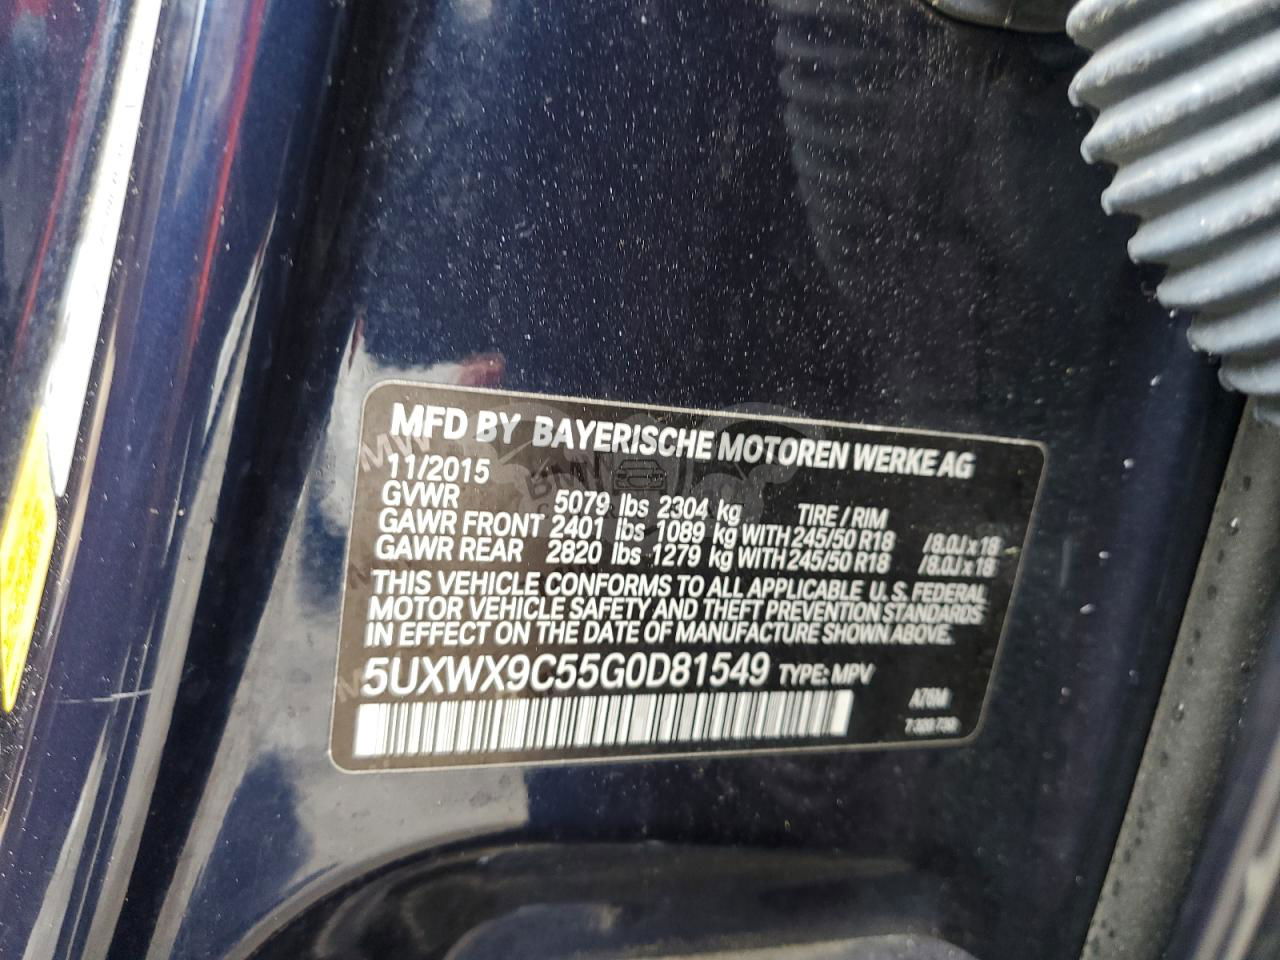 MFD BY BAYERISCHE MOTOREN WERKE AG
11/2015
GVWR 5079 lbs 2304 kg TIRE / RIM
GAWR FRONT 2401 lbs 1089 kg WITH 245/50 R18 /8.0J x 18
GAWR REAR 2820 lbs 1279 kg WITH 245/50 R18 /8.0J x 18
THIS VEHICLE CONFORMS TO ALL APPLICABLE U.S. FEDERAL
MOTOR VEHICLE SAFETY AND THEFT PREVENTION STANDARDS
IN EFFECT ON THE DATE OF MANUFACTURE SHOWN ABOVE.
5UXWX9C55G0D81549 TYPE: MPV
A76M